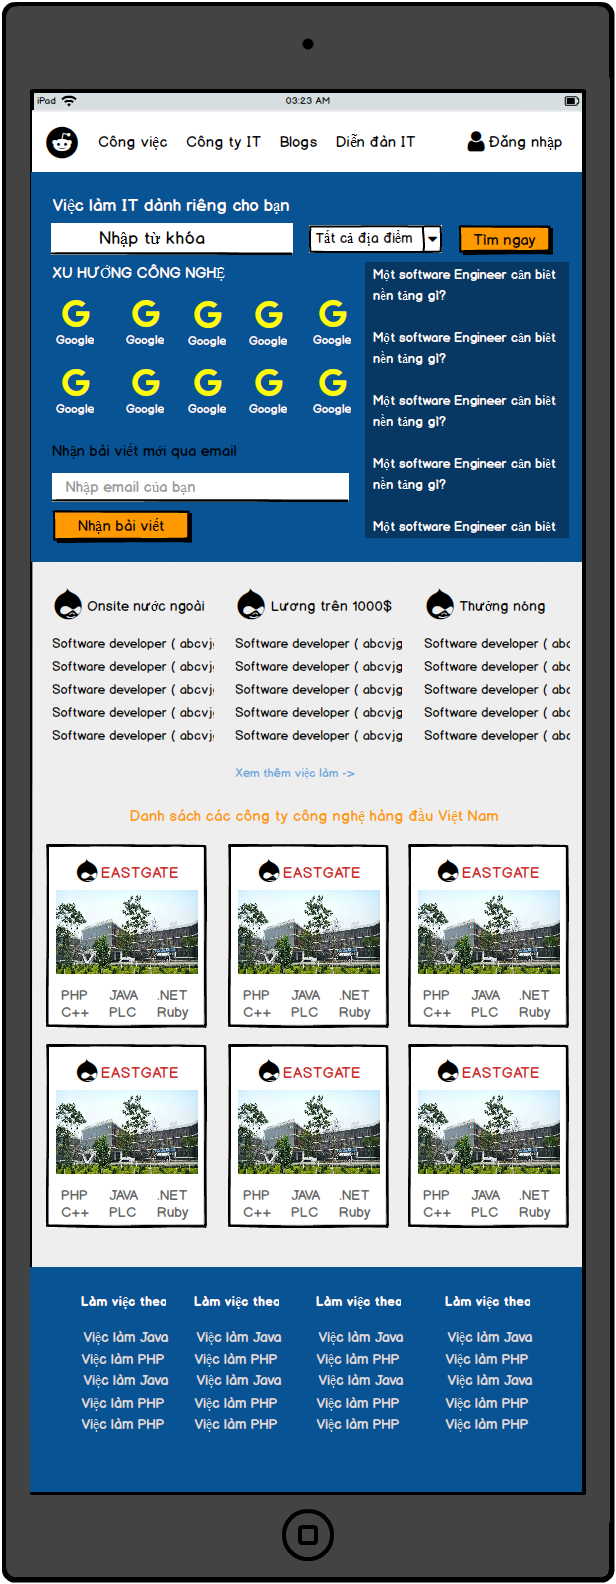 iPad 03:23 AM
Công việc Công ty IT Blogs Diễn đàn IT Đăng nhập
Việc làm IT dành riêng cho bạn
Nhập từ khóa Tất cả địa điểm Tìm ngay
XU HƯỚNG CÔNG NGHỆ
Google Google Google Google Google
Google Google Google Google Google
Nhận bài viết mới qua email
Nhập email của bạn
Nhận bài viết
Một software Engineer cần biết
nền tảng gì?
Một software Engineer cần biết
nền tảng gì?
Một software Engineer cần biết
nền tảng gì?
Một software Engineer cần biết
nền tảng gì?
Một software Engineer cần biết
Onsite nước ngoài
Software developer ( abcvj
Software developer ( abcvj
Software developer ( abcvj
Software developer ( abcvj
Software developer ( abcvj
Lương trên 1000$
Software developer ( abcvjg
Software developer ( abcvjg
Software developer ( abcvjg
Software developer ( abcvjg
Software developer ( abcvjg
Thưởng nóng
Software developer ( abc
Software developer ( abc
Software developer ( abc
Software developer ( abc
Software developer ( abc
Xem thêm việc làm ->
Danh sách các công ty công nghệ hàng đầu Việt Nam
EASTGATE EASTGATE EASTGATE
PHP JAVA .NET PHP JAVA .NET PHP JAVA .NET
C++ PLC Ruby C++ PLC Ruby C++ PLC Ruby
EASTGATE EASTGATE EASTGATE
PHP JAVA .NET PHP JAVA .NET PHP JAVA .NET
C++ PLC Ruby C++ PLC Ruby C++ PLC Ruby
Làm việc theo Làm việc theo Làm việc theo Làm việc theo
Việc làm Java Việc làm Java Việc làm Java Việc làm Java
Việc làm PHP Việc làm PHP Việc làm PHP Việc làm PHP
Việc làm Java Việc làm Java Việc làm Java Việc làm Java
Việc làm PHP Việc làm PHP Việc làm PHP Việc làm PHP
Việc làm PHP Việc làm PHP Việc làm PHP Việc làm PHP